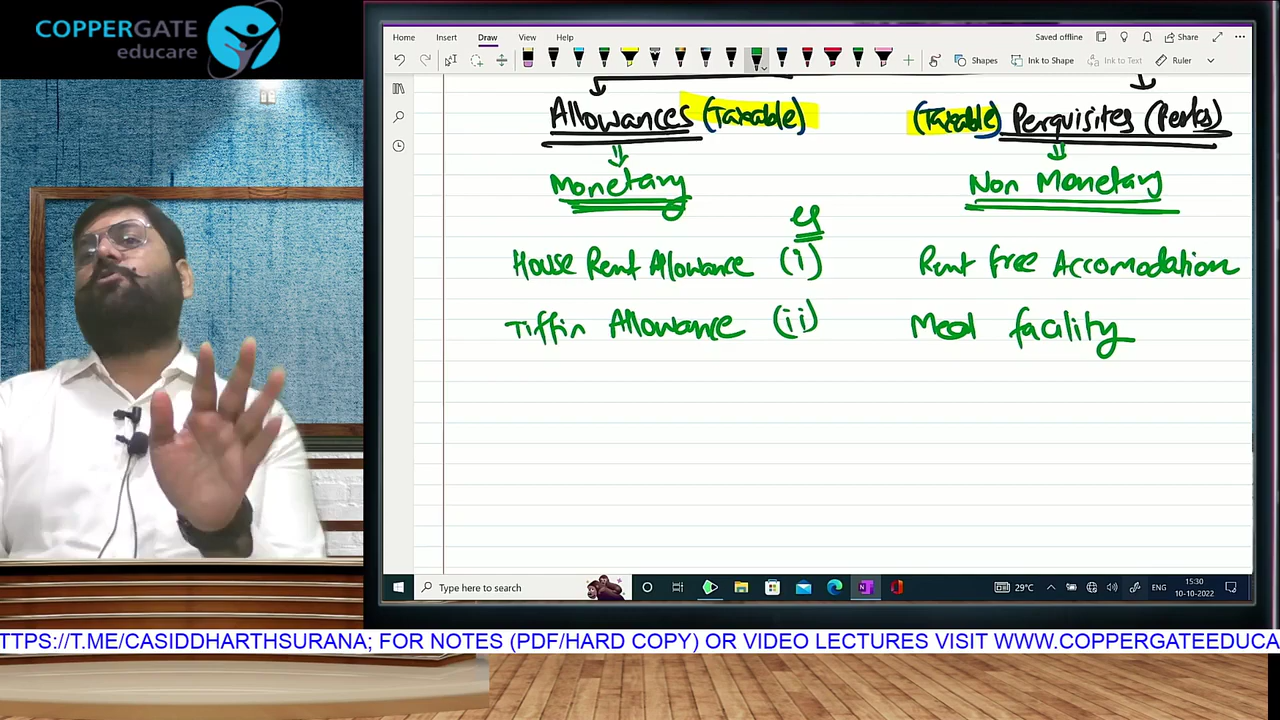 COPPERGATE
educare
Home Insert Draw View Help
Saved offline
Share
Shapes
Ink to Shape
Ink to Text
Ruler
Allowances (Taxable)
(Taxable) Perquisites (Perks)
Monetary
Non Monetary
eg
House Rent Allowance (i) Rent free Accomodation
Tiffin Allowance (ii) Meal facility
Type here to search
29°C
ENG
15:30
10-10-2022
TTPS://T.ME/CASIDDHARTHSURANA; FOR NOTES (PDF/HARD COPY) OR VIDEO LECTURES VISIT WWW.COPPERGATEEDUCA